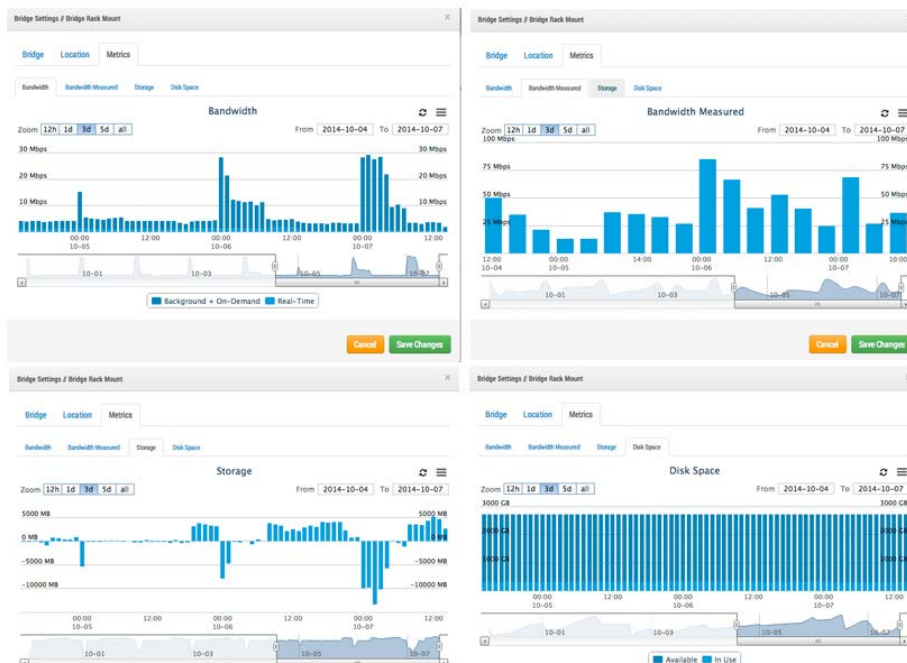 Bridge Settings // Bridge Rack Mount ×
Bridge Location Metrics
Bandwidth Bandwidth Measured Storage Disk Space
Bandwidth
Zoom 12h 1d 3d 5d all From 2014-10-04 To 2014-10-07
30 Mbps 30 Mbps
20 Mbps 20 Mbps
10 Mbps 10 Mbps
00:00 12:00 00:00 12:00 00:00 12:00
10-05 10-06 10-07
10-01 10-03 10-05 10-07
Background + On-Demand Real-Time
Cancel Save Changes
Bridge Settings // Bridge Rack Mount
Bridge Location Metrics
Bandwidth Bandwidth Measured Storage Disk Space
Bandwidth Measured
Zoom 12h 1d 3d 5d all From 2014-10-04 To 2014-10-07
100 Mbps 100 Mbps
75 Mbps 75 Mbps
50 Mbps 50 Mbps
25 Mbps 25 Mbps
12:00 00:00 14:00 00:00 12:00 00:00 10:00
10-04 10-05 10-06 10-07
10-01 10-03 10-05 10-07
Cancel Save Changes
Bridge Settings // Bridge Rack Mount ×
Bridge Location Metrics
Bandwidth Bandwidth Measured Storage Disk Space
Storage
Zoom 12h 1d 3d 5d all From 2014-10-04 To 2014-10-07
5000 MB 5000 MB
0 MB 0 MB
-5000 MB -5000 MB
-10000 MB -10000 MB
00:00 12:00 00:00 12:00 00:00 12:00
10-05 10-06 10-07
10-01 10-03 10-05 10-07
Bridge Settings // Bridge Rack Mount
Bridge Location Metrics
Bandwidth Bandwidth Measured Storage Disk Space
Disk Space
Zoom 12h 1d 3d 5d all From 2014-10-04 To 2014-10-07
3000 GB 3000 GB
2000 GB 2000 GB
1000 GB 1000 GB
00:00 12:00 00:00 12:00 00:00 12:00
10-05 10-06 10-07
10-01 10-03 10-05 10-07
Available In Use